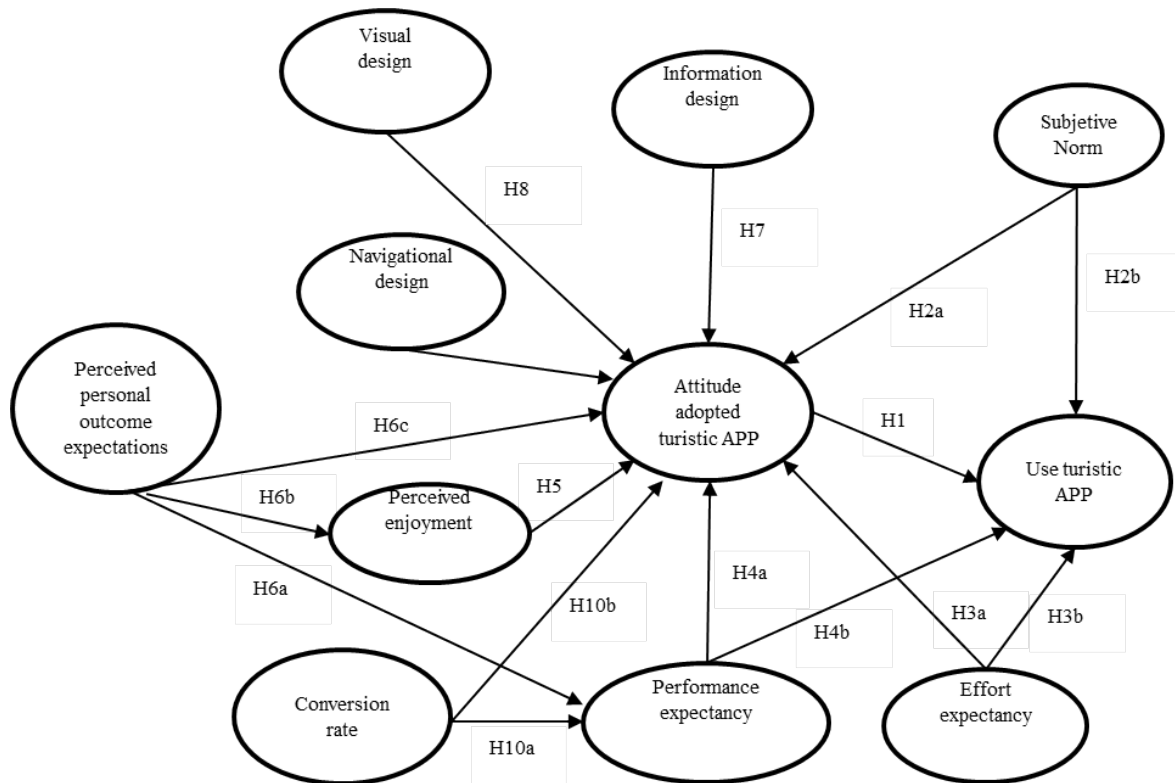 Visual
design
Information
design
Subjetive
Norm
H8
H7
Navigational
design
H2a
H2b
Perceived
personal
outcome
expectations
Attitude
adopted
turistic APP
H6c
H1
Use turistic
APP
H6b
Perceived
enjoyment
H5
H6a
H10b
H4a
H4b
H3a
H3b
Conversion
rate
H10a
Performance
expectancy
Effort
expectancy